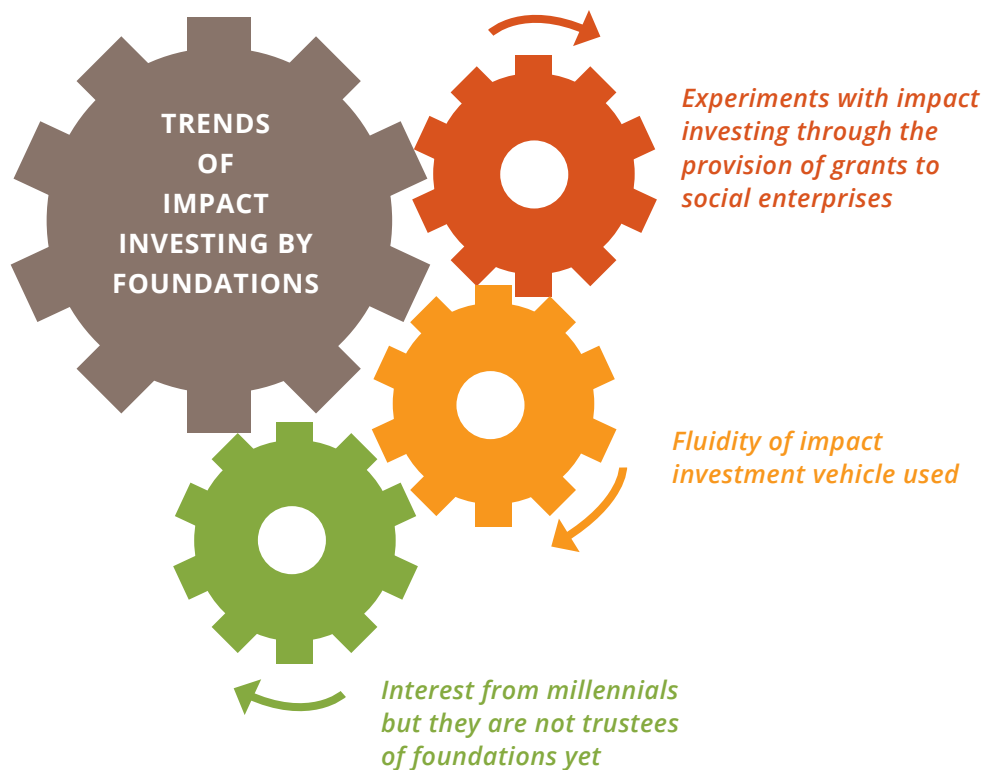 TRENDS
OF
IMPACT
INVESTING BY
FOUNDATIONS
Experiments with impact
investing through the
provision of grants to
social enterprises
Fluidity of impact
investment vehicle used
Interest from millennials
but they are not trustees
of foundations yet